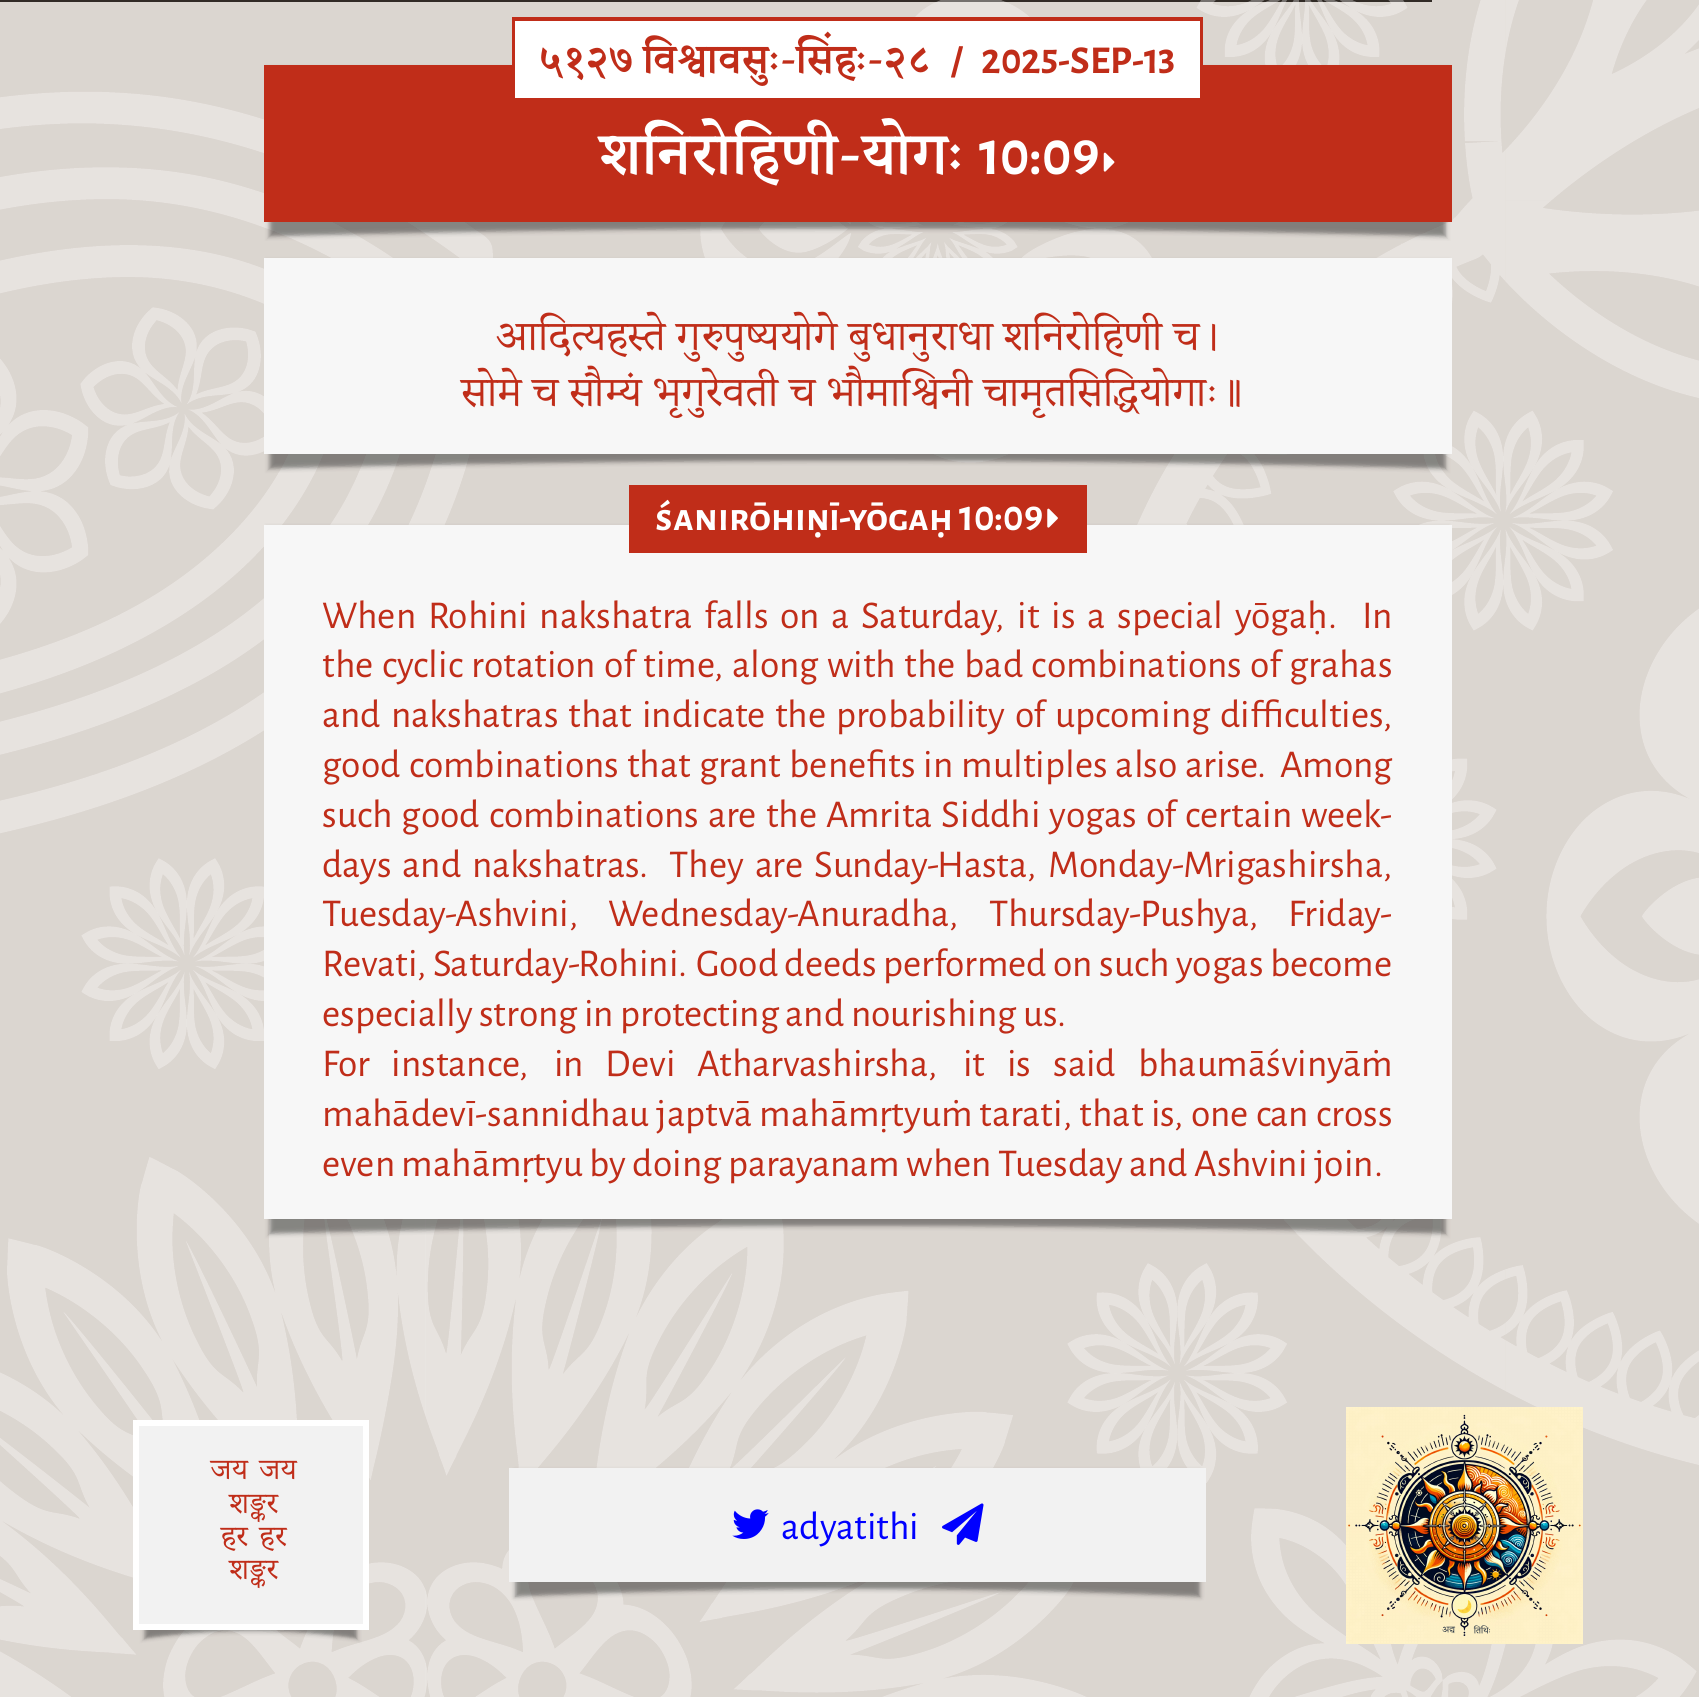 ५१२७ विश्वावसुः-सिंहः-२८ / 2025-SEP-13
शनिरोहिणी-योगः 10:09
आदित्यहस्ते गुरुपुष्ययोगे बुधानुराधा शनिरोहिणी च।
सोमे च सौम्यं भृगुरेवती च भौमाश्विनी चामृतसिद्धियोगाः॥
ŚANIRŌHIṆĪ-YŌGAḤ 10:09
When Rohini nakshatra falls on a Saturday, it is a special yōgaḥ. In
the cyclic rotation of time, along with the bad combinations of grahas
and nakshatras that indicate the probability of upcoming difficulties,
good combinations that grant benefits in multiples also arise. Among
such good combinations are the Amrita Siddhi yogas of certain week-
days and nakshatras. They are Sunday-Hasta, Monday-Mrigashirsha,
Tuesday-Ashvini, Wednesday-Anuradha, Thursday-Pushya, Friday-
Revati, Saturday-Rohini. Good deeds performed on such yogas become
especially strong in protecting and nourishing us.
For instance, in Devi Atharvashirsha, it is said bhaumāśvinyāṁ
mahādevī-sannidhau japtvā mahāmṛtyuṁ tarati, that is, one can cross
even mahāmṛtyu by doing parayanam when Tuesday and Ashvini join.
जय जय
शङ्कर
हर हर
शङ्कर
adyatithi
अद्य तिथिः